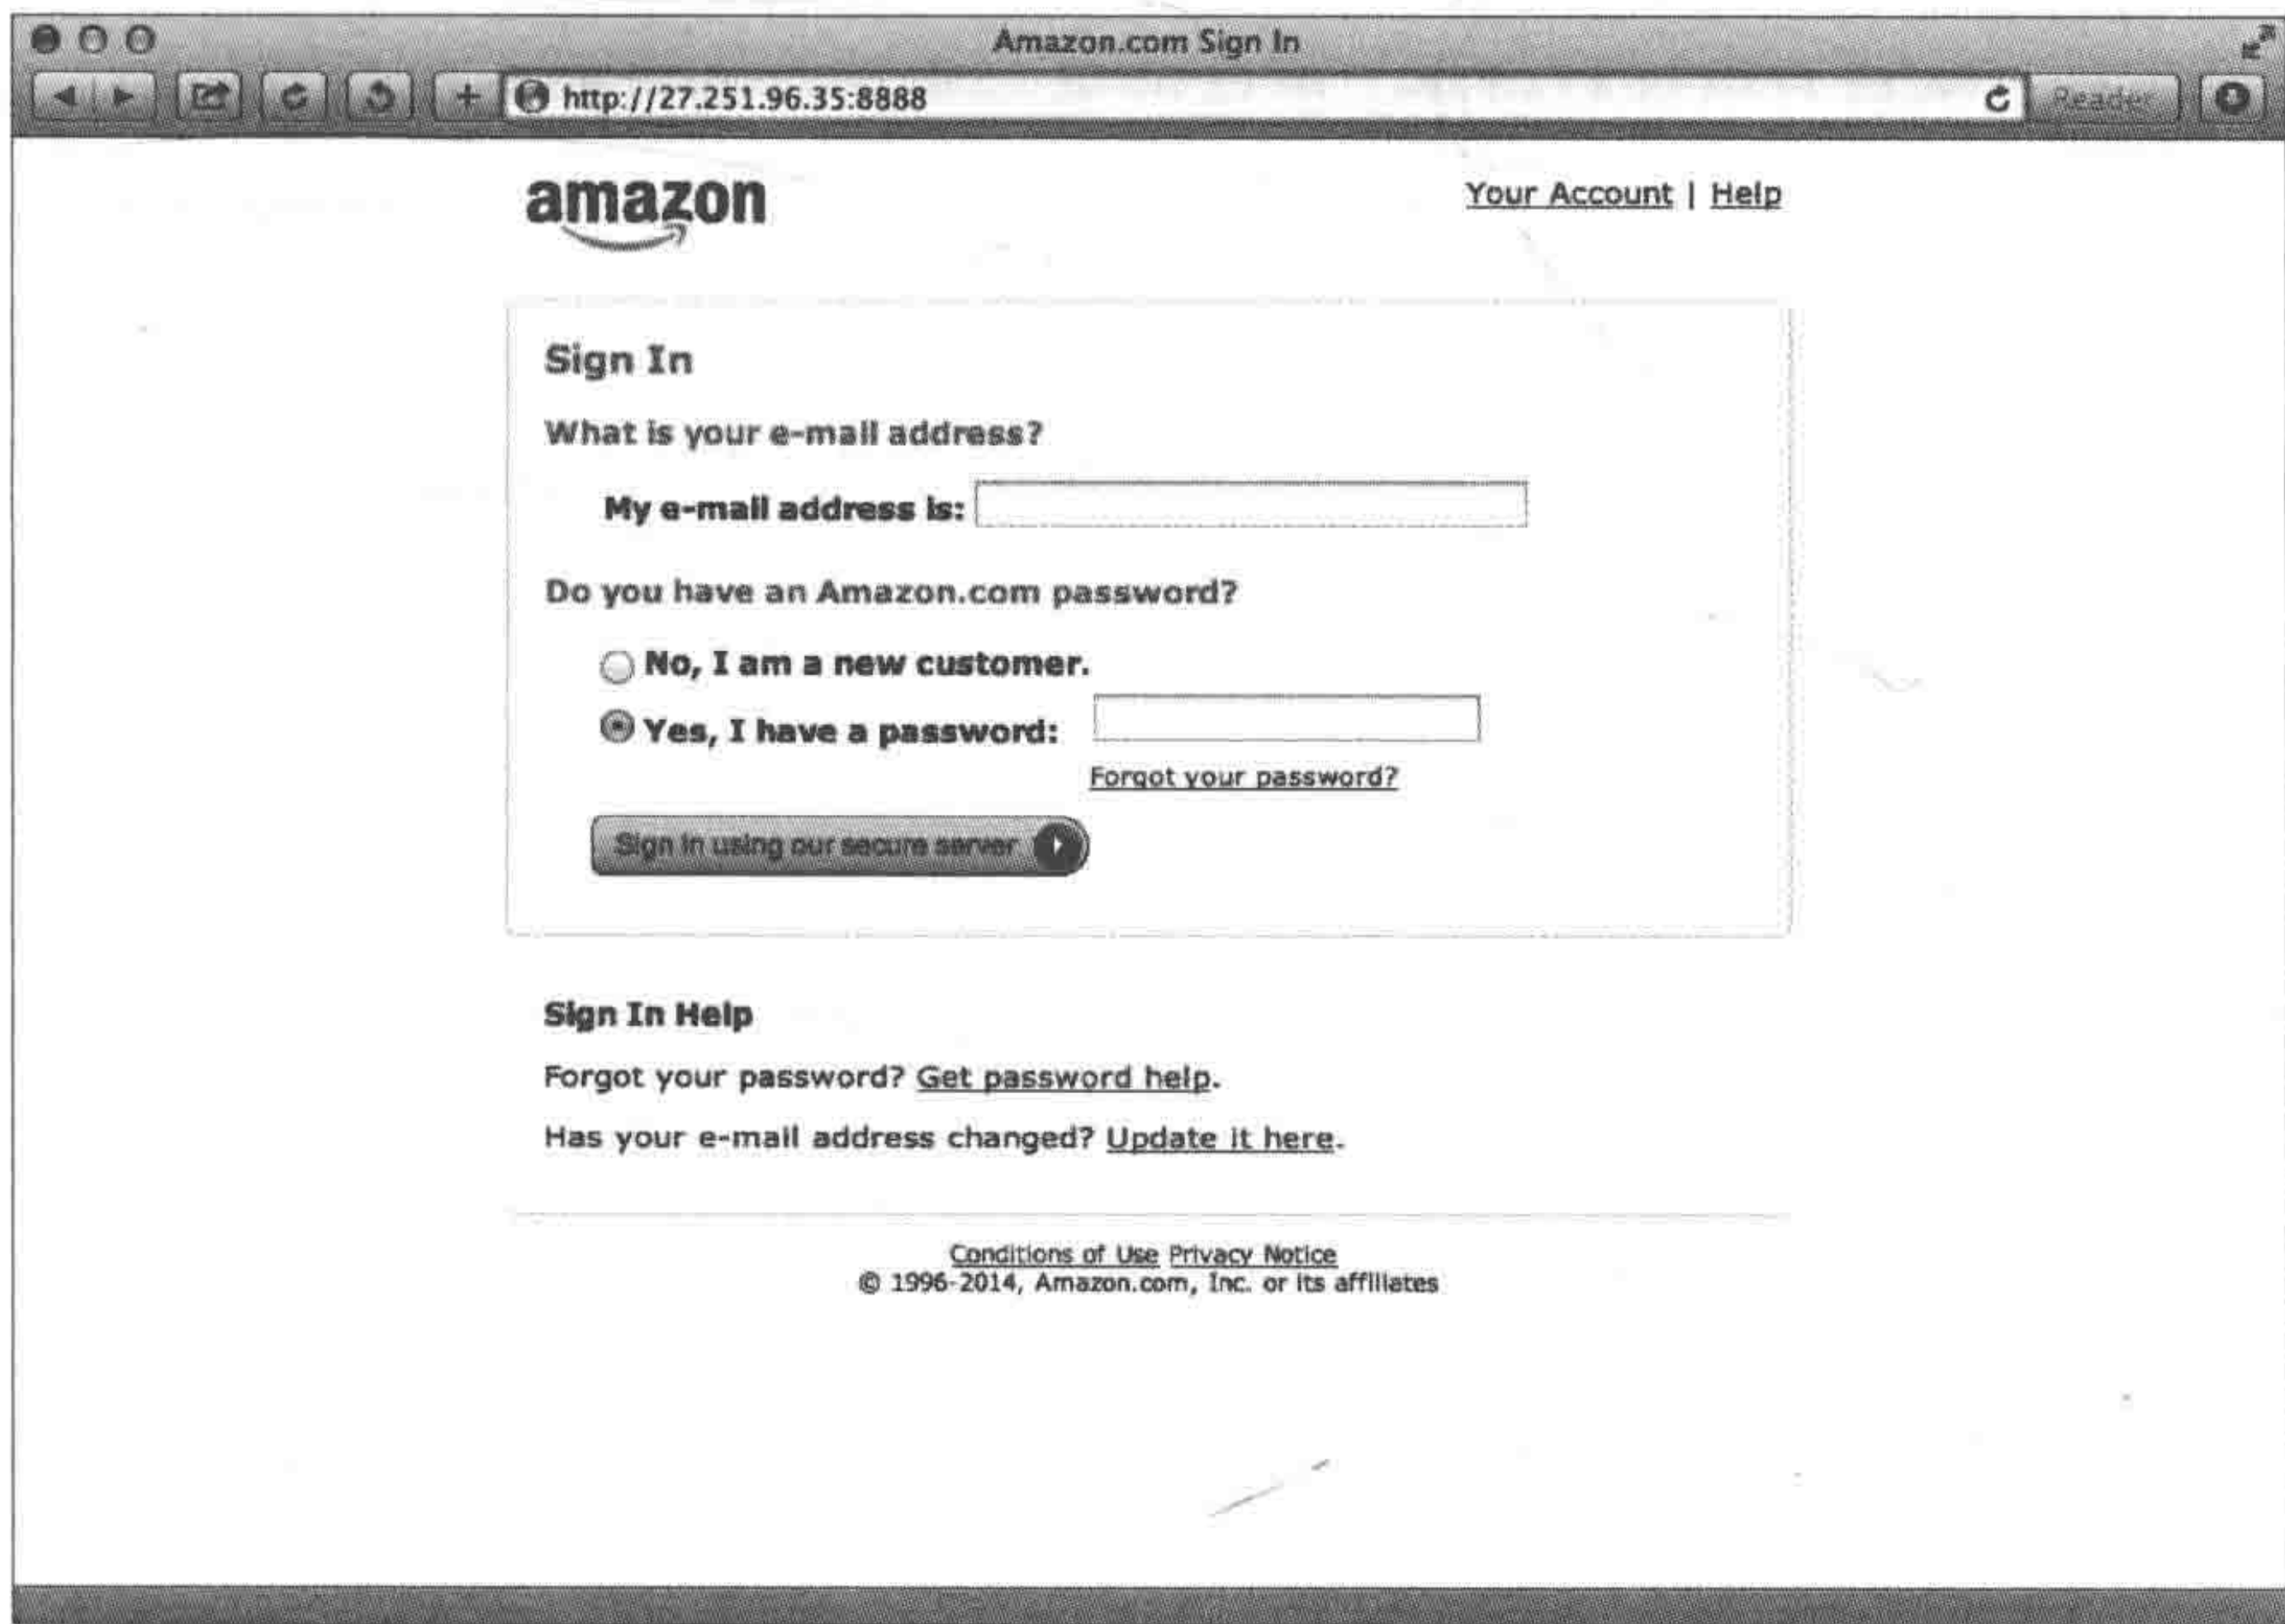 Amazon.com Sign In
http://27.251.96.35:8888
Reader
amazon
Your Account | Help
Sign In
What is your e-mail address?
My e-mail address is:
Do you have an Amazon.com password?
No, I am a new customer.
Yes, I have a password:
Forgot your password?
Sign in using our secure server
Sign In Help
Forgot your password? Get password help.
Has your e-mail address changed? Update it here.
Conditions of Use Privacy Notice
© 1996-2014, Amazon.com, Inc. or its affiliates